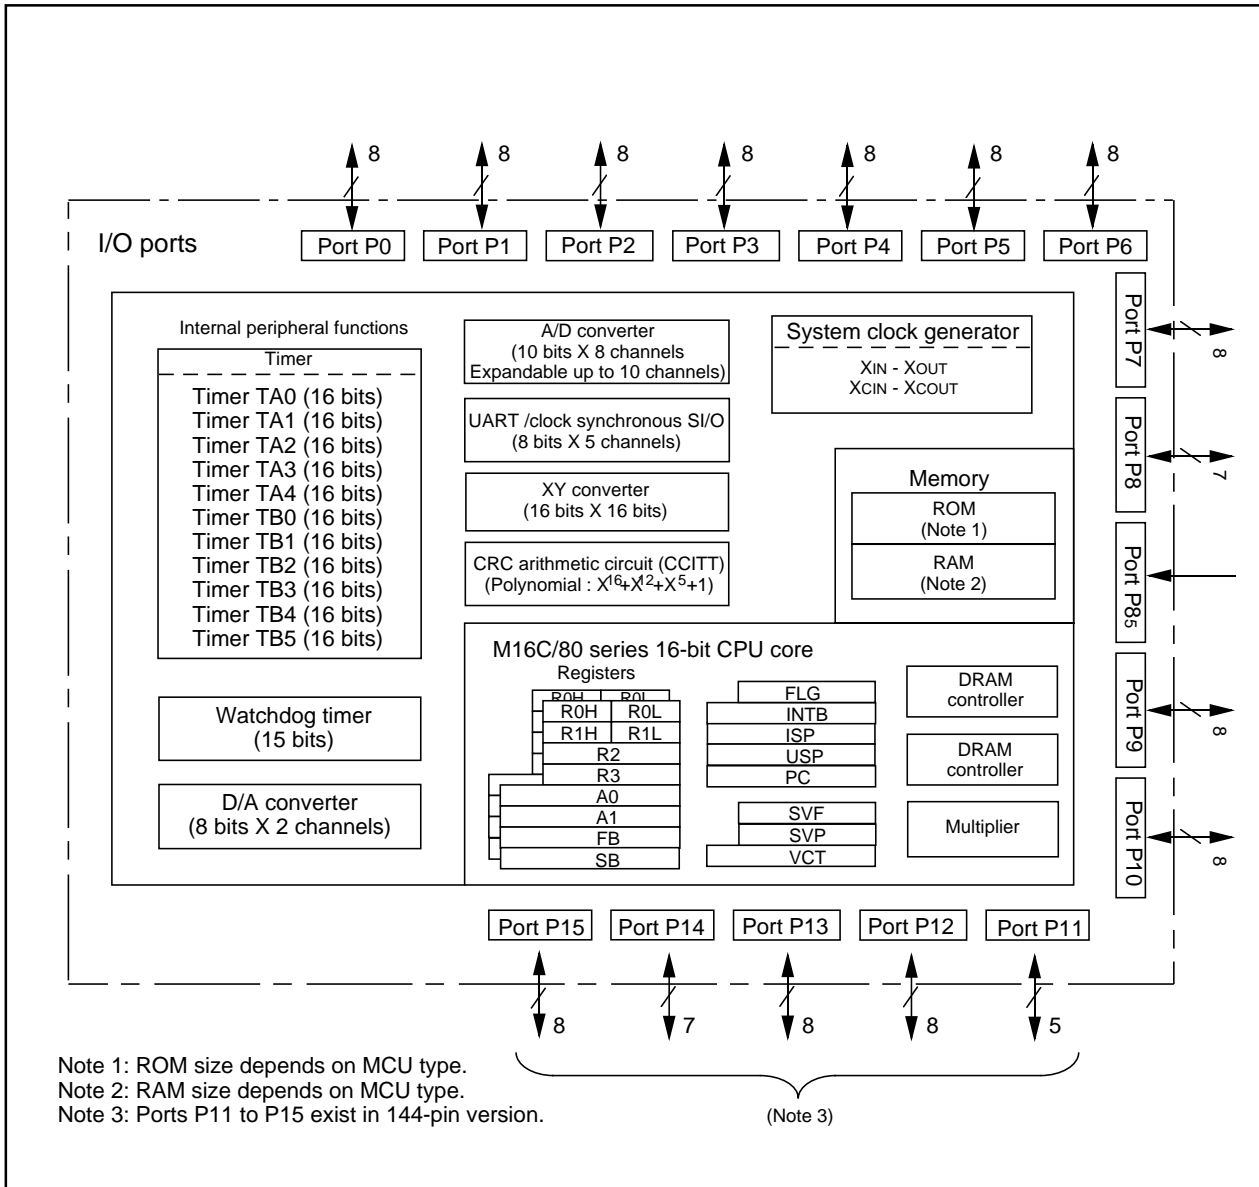 8 8 8 8 8 8 8
I/O ports
Port P0 Port P1 Port P2 Port P3 Port P4 Port P5 Port P6
Port P7
8
Port P8
7
Port P85
Port P9
8
Port P10
8
Internal peripheral functions
Timer
Timer TA0 (16 bits)
Timer TA1 (16 bits)
Timer TA2 (16 bits)
Timer TA3 (16 bits)
Timer TA4 (16 bits)
Timer TB0 (16 bits)
Timer TB1 (16 bits)
Timer TB2 (16 bits)
Timer TB3 (16 bits)
Timer TB4 (16 bits)
Timer TB5 (16 bits)
Watchdog timer
(15 bits)
D/A converter
(8 bits X 2 channels)
A/D converter
(10 bits X 8 channels
Expandable up to 10 channels)
UART /clock synchronous SI/O
(8 bits X 5 channels)
XY converter
(16 bits X 16 bits)
CRC arithmetic circuit (CCITT)
(Polynomial : X16+X12+X5+1)
System clock generator
XIN - XOUT
XCIN - XCOUT
Memory
ROM
(Note 1)
RAM
(Note 2)
M16C/80 series 16-bit CPU core
Registers
R0H R0L
R0H R0L
R1H R1L
R2
R3
A0
A1
FB
SB
FLG
INTB
ISP
USP
PC
SVF
SVP
VCT
DRAM
controller
DRAM
controller
Multiplier
Port P15 Port P14 Port P13 Port P12 Port P11
8 7 8 8 5
(Note 3)
Note 1: ROM size depends on MCU type.
Note 2: RAM size depends on MCU type.
Note 3: Ports P11 to P15 exist in 144-pin version.